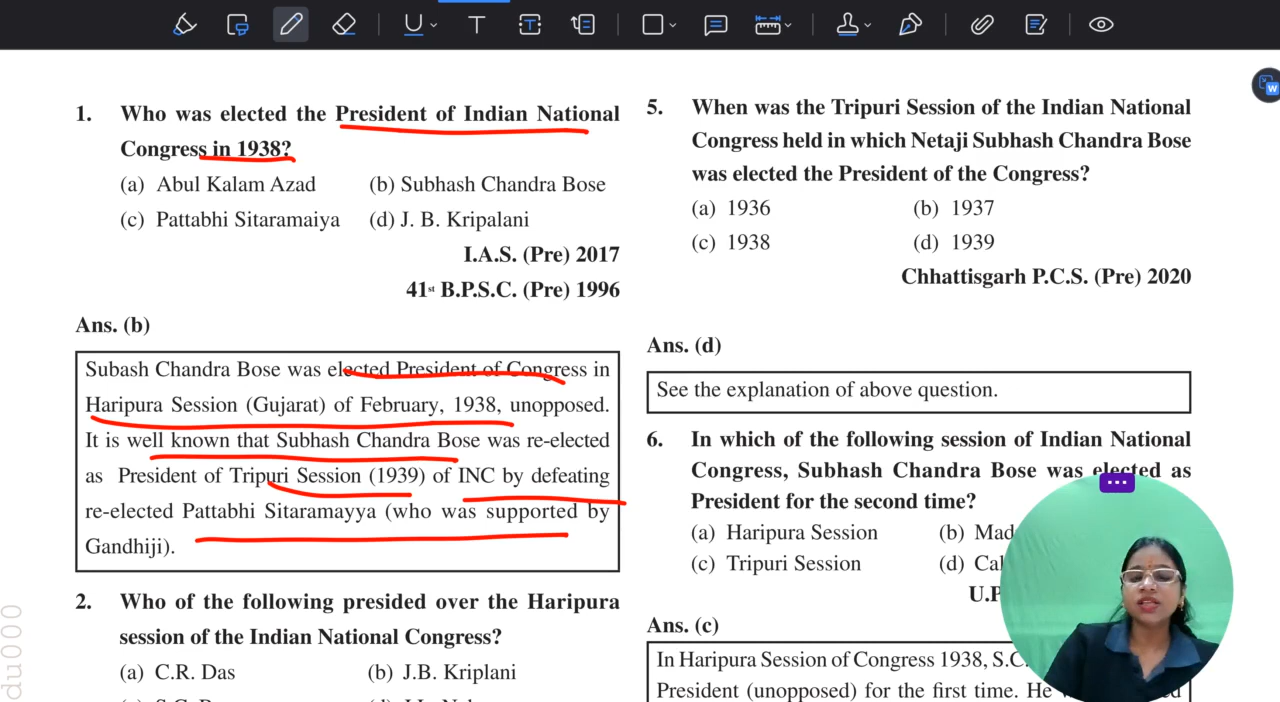 1. Who was elected the President of Indian National
Congress in 1938?
(a) Abul Kalam Azad (b) Subhash Chandra Bose
(c) Pattabhi Sitaramaiya (d) J. B. Kripalani
I.A.S. (Pre) 2017
41st B.P.S.C. (Pre) 1996
Ans. (b)
Subash Chandra Bose was elected President of Congress in
Haripura Session (Gujarat) of February, 1938, unopposed.
It is well known that Subhash Chandra Bose was re-elected
as President of Tripuri Session (1939) of INC by defeating
re-elected Pattabhi Sitaramayya (who was supported by
Gandhiji).
2. Who of the following presided over the Haripura
session of the Indian National Congress?
(a) C.R. Das (b) J.B. Kriplani
5. When was the Tripuri Session of the Indian National
Congress held in which Netaji Subhash Chandra Bose
was elected the President of the Congress?
(a) 1936 (b) 1937
(c) 1938 (d) 1939
Chhattisgarh P.C.S. (Pre) 2020
Ans. (d)
See the explanation of above question.
6. In which of the following session of Indian National
Congress, Subhash Chandra Bose was elected as
President for the second time?
(a) Haripura Session (b) Mad
(c) Tripuri Session (d) Cal
U.P
Ans. (c)
In Haripura Session of Congress 1938, S.C.
President (unopposed) for the first time. He
du000